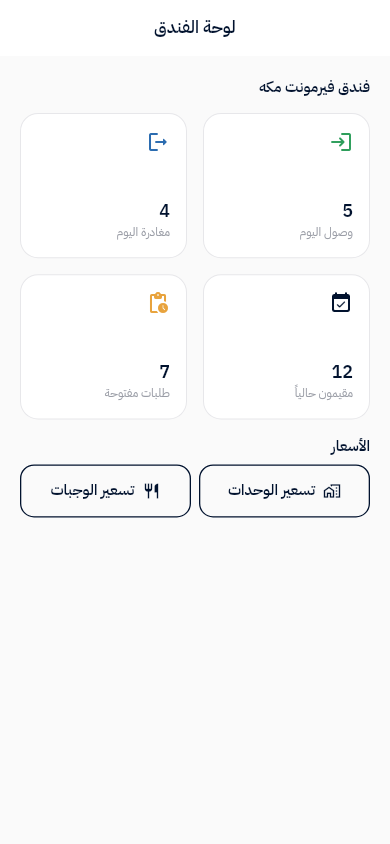 لوحة الفندق
فندق فيرمونت مكه
5
وصول اليوم
4
مغادرة اليوم
12
مقيمون حالياً
7
طلبات مفتوحة
الأسعار
تسعير الوحدات
تسعير الوجبات